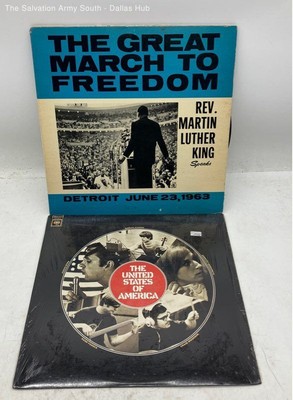 The Salvation Army South - Dallas Hub
THE GREAT
MARCH TO
FREEDOM
REV.
MARTIN
LUTHER
KING
Speaks
DETROIT JUNE 23, 1963
THE
UNITED
STATES OF
AMERICA